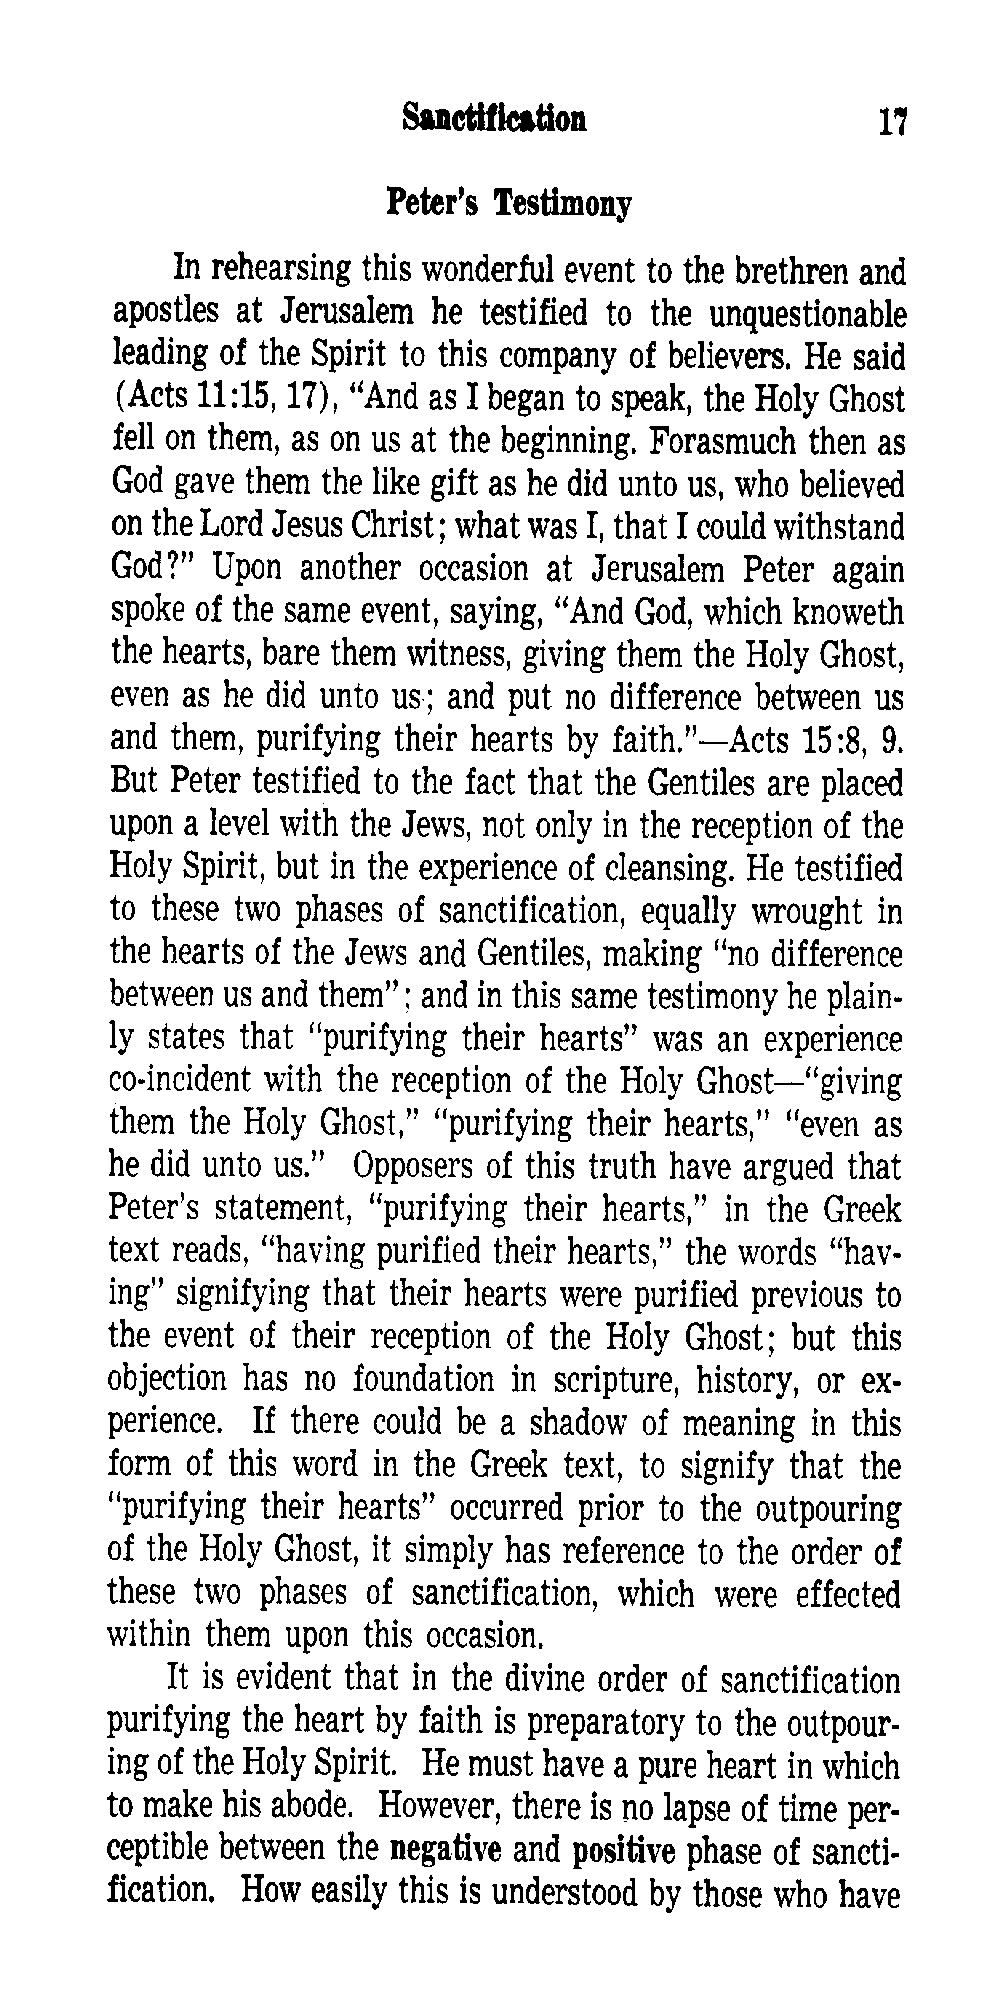 Sanctification 17
Peter's Testimony
In rehearsing this wonderful event to the brethren and
apostles at Jerusalem he testified to the unquestionable
leading of the Spirit to this company of believers. He said
(Acts 11:15, 17), “And as I began to speak, the Holy Ghost
fell on them, as on us at the beginning. Forasmuch then as
God gave them the like gift as he did unto us, who believed
on the Lord Jesus Christ; what was I, that I could withstand
God?” Upon another occasion at Jerusalem Peter again
spoke of the same event, saying, “And God, which knoweth
the hearts, bare them witness, giving them the Holy Ghost,
even as he did unto us; and put no difference between us
and them, purifying their hearts by faith.”—Acts 15:8, 9.
But Peter testified to the fact that the Gentiles are placed
upon a level with the Jews, not only in the reception of the
Holy Spirit, but in the experience of cleansing. He testified
to these two phases of sanctification, equally wrought in
the hearts of the Jews and Gentiles, making “no difference
between us and them”; and in this same testimony he plain-
ly states that “purifying their hearts” was an experience
co-incident with the reception of the Holy Ghost—“giving
them the Holy Ghost,” “purifying their hearts,” “even as
he did unto us.” Opposers of this truth have argued that
Peter's statement, “purifying their hearts,” in the Greek
text reads, “having purified their hearts,” the words “hav-
ing” signifying that their hearts were purified previous to
the event of their reception of the Holy Ghost; but this
objection has no foundation in scripture, history, or ex-
perience. If there could be a shadow of meaning in this
form of this word in the Greek text, to signify that the
“purifying their hearts” occurred prior to the outpouring
of the Holy Ghost, it simply has reference to the order of
these two phases of sanctification, which were effected
within them upon this occasion.
It is evident that in the divine order of sanctification
purifying the heart by faith is preparatory to the outpour-
ing of the Holy Spirit. He must have a pure heart in which
to make his abode. However, there is no lapse of time per-
ceptible between the negative and positive phase of sancti-
fication. How easily this is understood by those who have